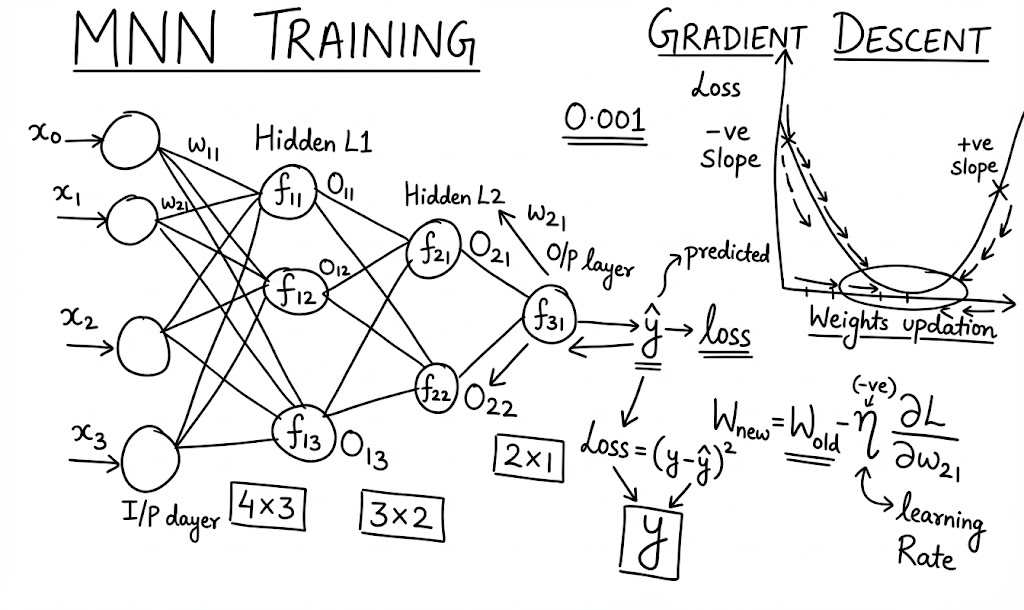 MNN TRAINING
GRADIENT DESCENT
x₀
w₁₁
Hidden L1
x₁
w₂₁
f₁₁
O₁₁
Hidden L2
w₂₁
O/P layer
f₂₁
O₂₁
O₁₂
f₁₂
x₂
f₃₁
ŷ
predicted
loss
f₂₂
O₂₂
x₃
f₁₃
O₁₃
I/P dayer
4×3
3×2
2×1
0.001
Loss
-ve
slope
+ve
slope
Weights updation
Loss = (y-ŷ)²
y
(-ve)
Wnew = Wold - η ∂L/∂w₂₁
learning
Rate